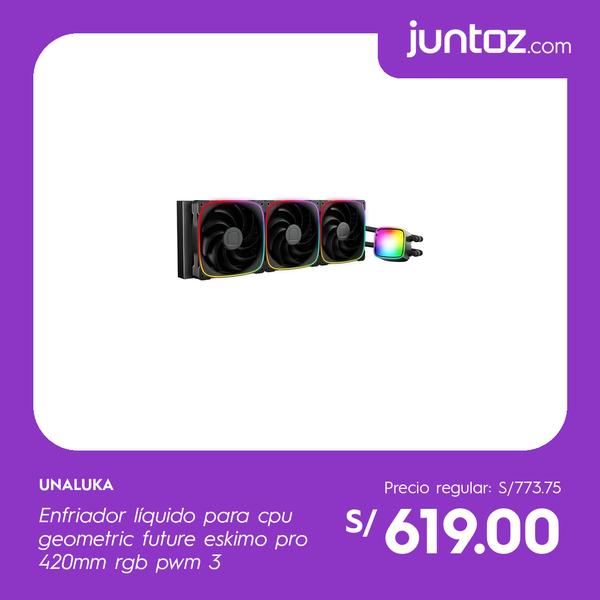 juntoz.com
UNALUKA
Enfriador líquido para cpu
geometric future eskimo pro
420mm rgb pwm 3
Precio regular: S/773.75
S/619.00